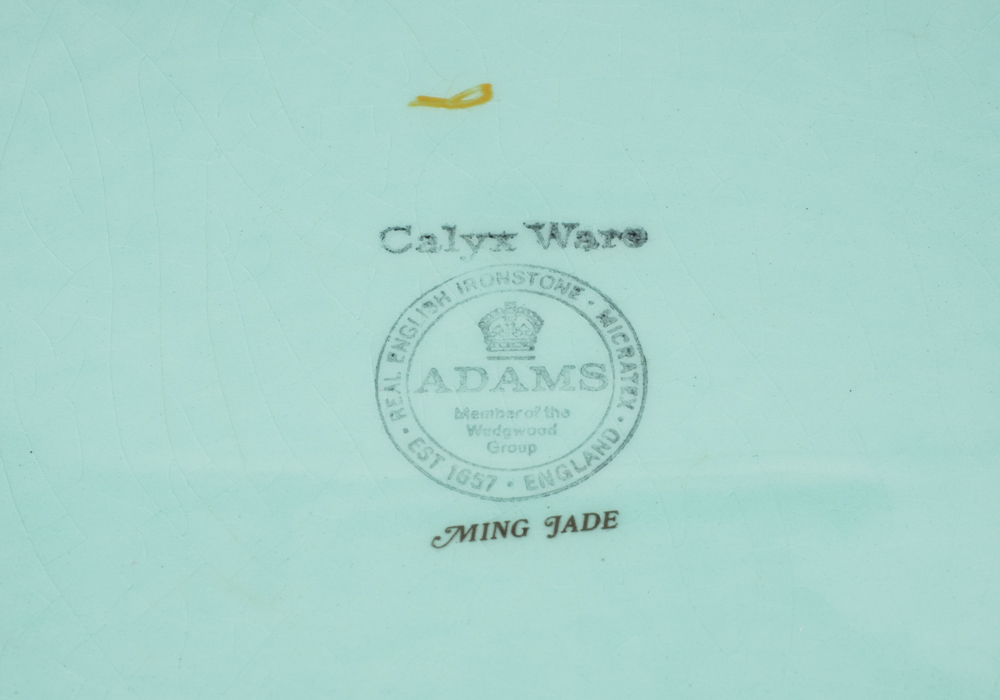 Calyx Ware
REAL ENGLISH IRONSTONE · MICRATEX ·
ADAMS
Member of the
Wedgwood
Group
EST 1657 · ENGLAND ·
MING JADE